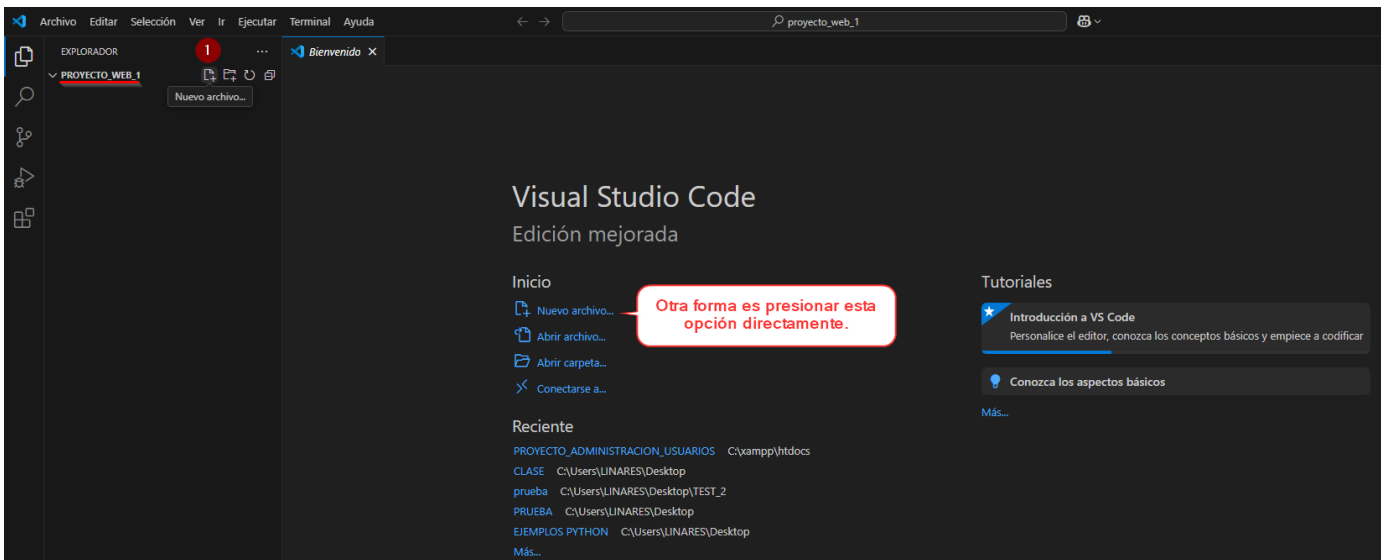 Archivo Editar Selección Ver Ir Ejecutar Terminal Ayuda
proyecto_web_1
EXPLORADOR
1
Bienvenido
PROYECTO_WEB_1
Nuevo archivo...
Visual Studio Code
Edición mejorada
Inicio
Nuevo archivo...
Otra forma es presionar esta
opción directamente.
Abrir archivo...
Abrir carpeta...
Conectarse a...
Reciente
PROYECTO_ADMINISTRACION_USUARIOS C:\xampp\htdocs
CLASE C:\Users\LINARES\Desktop
prueba C:\Users\LINARES\Desktop\TEST_2
PRUEBA C:\Users\LINARES\Desktop
EJEMPLOS PYTHON C:\Users\LINARES\Desktop
Más...
Tutoriales
Introducción a VS Code
Personalice el editor, conozca los conceptos básicos y empiece a codificar
Conozca los aspectos básicos
Más...